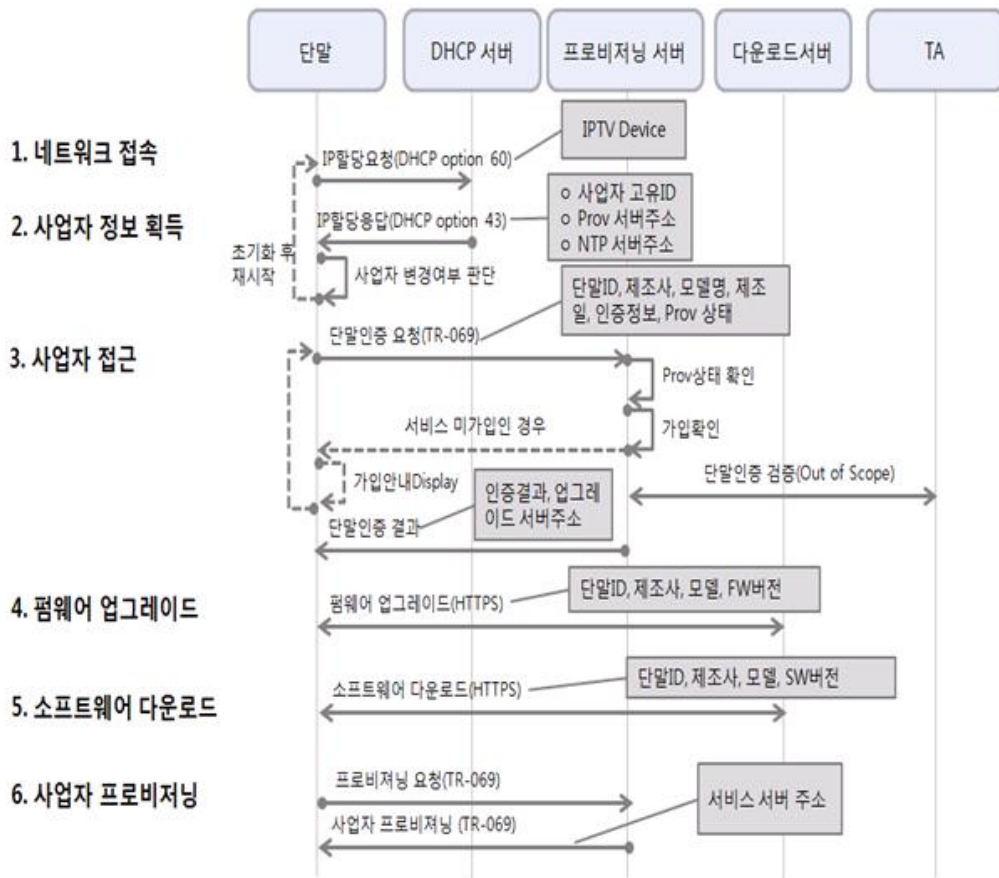 단말
DHCP 서버
프로비저닝 서버
다운로드서버
TA
IPTV Device
1. 네트워크 접속
IP할당요청(DHCP option 60)
사업자 고유ID
2. 사업자 정보 획득
IP할당응답(DHCP option 43)
Prov 서버주소
NTP 서버주소
초기화 후
재시작
사업자 변경여부 판단
단말ID, 제조사, 모델명, 제조
일, 인증정보, Prov 상태
단말인증 요청(TR-069)
3. 사업자 접근
Prov상태 확인
서비스 미가입인 경우
가입확인
가입안내Display
단말인증 검증(Out of Scope)
인증결과, 업그레
이드 서버주소
단말인증 결과
단말ID, 제조사, 모델, FW버전
4. 펌웨어 업그레이드
펌웨어 업그레이드(HTTPS)
단말ID, 제조사, 모델, SW버전
소프트웨어 다운로드(HTTPS)
5. 소프트웨어 다운로드
프로비져닝 요청(TR-069)
6. 사업자 프로비저닝
서비스 서버 주소
사업자 프로비져닝 (TR-069)